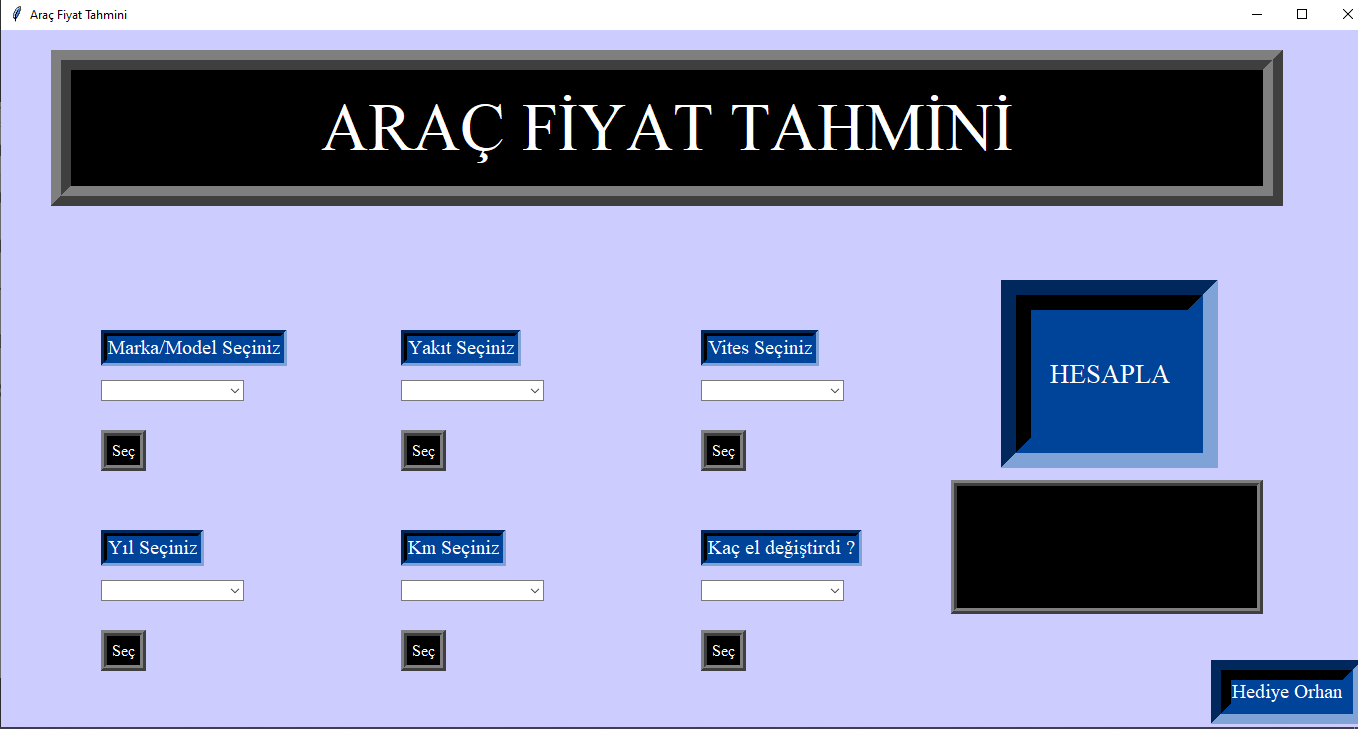 Araç Fiyat Tahmini
ARAÇ FİYAT TAHMİNİ
Marka/Model Seçiniz
Yakıt Seçiniz
Vites Seçiniz
HESAPLA
Seç
Seç
Seç
Yıl Seçiniz
Km Seçiniz
Kaç el değiştirdi ?
Seç
Seç
Seç
Hediye Orhan